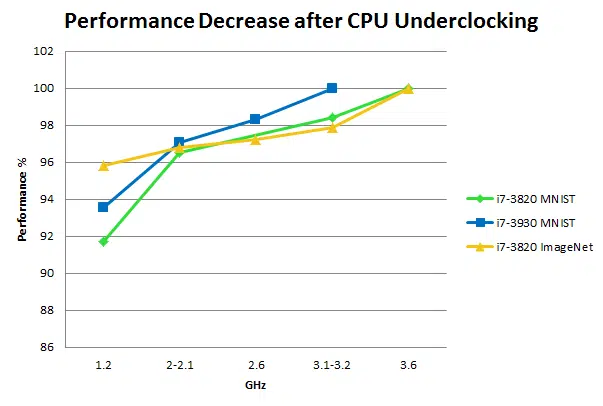 Performance Decrease after CPU Underclocking
102
100
98
96
94
92
90
88
86
Performance %
1.2 2-2.1 2.6 3.1-3.2 3.6
GHz
i7-3820 MNIST
i7-3930 MNIST
i7-3820 ImageNet